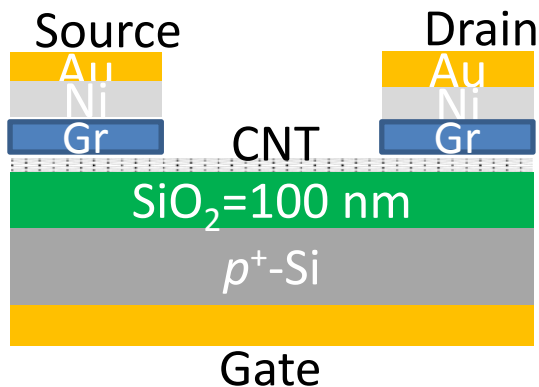 Source
Drain
Au
Au
Ni
Ni
Gr
Gr
CNT
SiO₂=100 nm
p⁺-Si
Gate